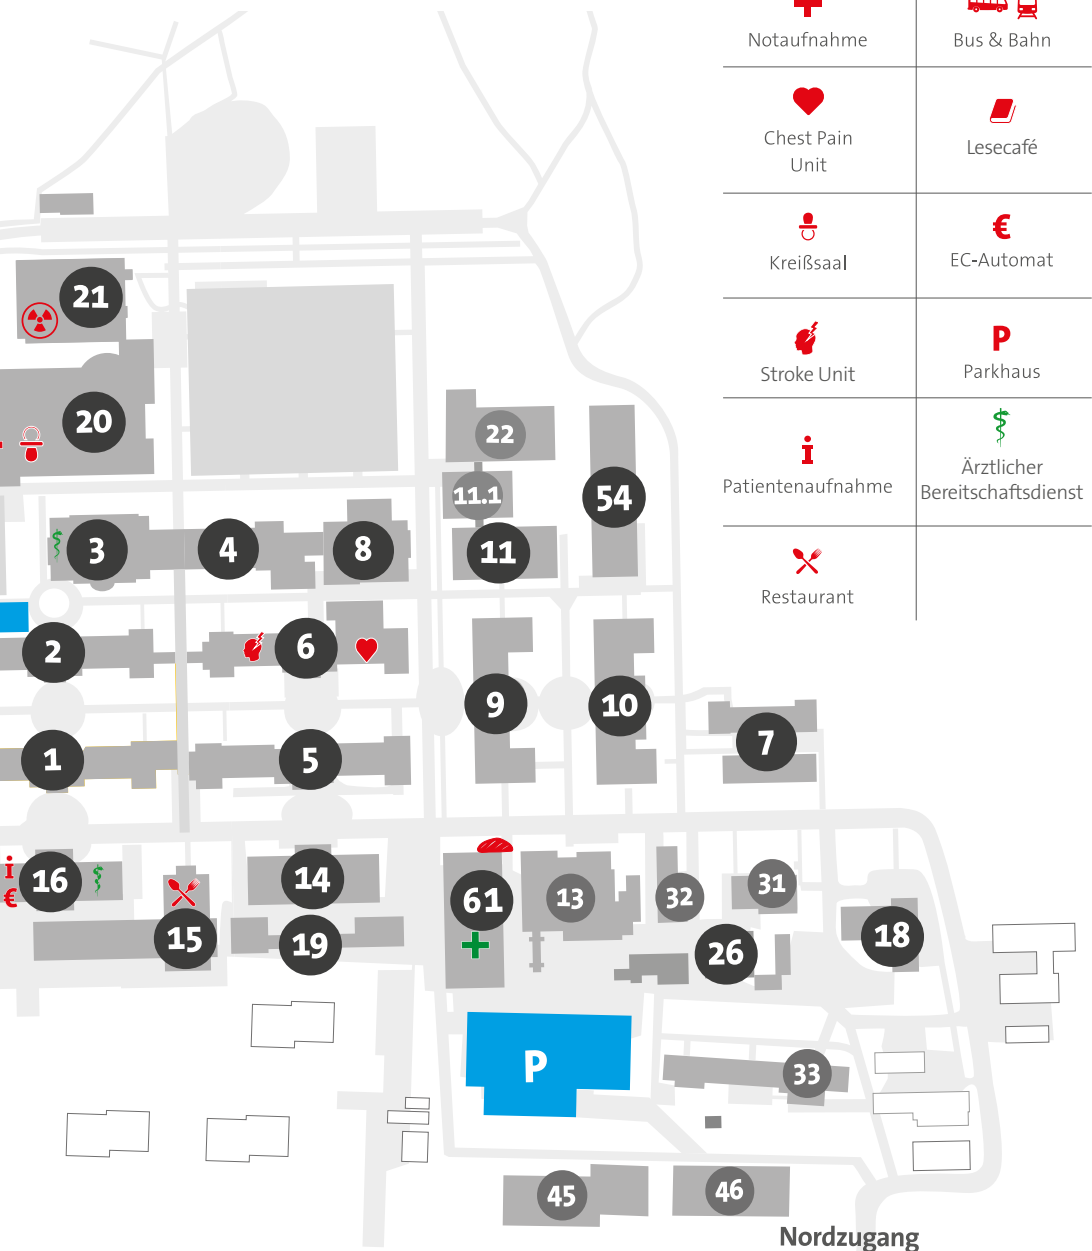 Notaufnahme
Bus & Bahn
Chest Pain
Unit
Lesecafé
Kreißsaal
€
EC-Automat
Stroke Unit
P
Parkhaus
i
Patientenaufnahme
Ärztlicher
Bereitschaftsdienst
Restaurant
21
20
22
11.1
54
3
4
8
11
2
6
9
10
1
5
7
i
€
16
14
61
13
32
31
15
19
26
18
P
33
45
46
Nordzugang